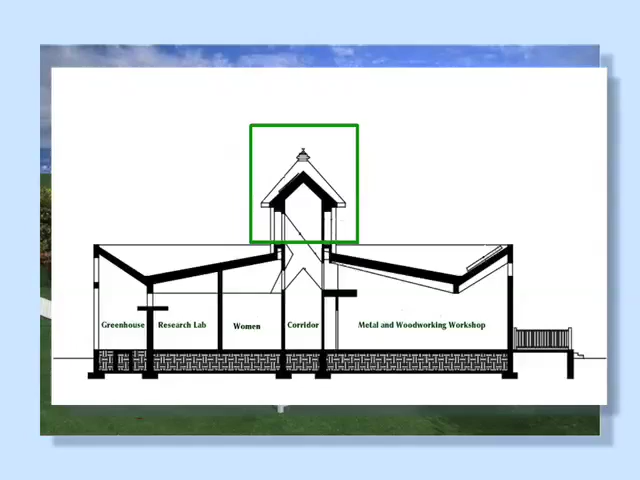 Greenhouse
Research Lab
Women
Corridor
Metal and Woodworking Workshop